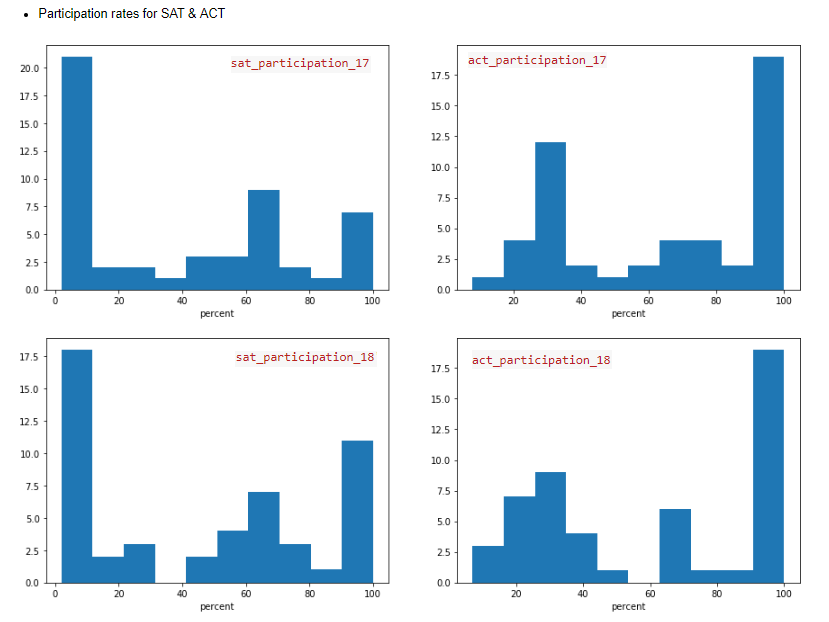 • Participation rates for SAT & ACT
sat_participation_17
20.0
17.5
15.0
12.5
10.0
7.5
5.0
2.5
0.0
0 20 40 60 80 100
percent
act_participation_17
17.5
15.0
12.5
10.0
7.5
5.0
2.5
0.0
20 40 60 80 100
percent
sat_participation_18
17.5
15.0
12.5
10.0
7.5
5.0
2.5
0.0
0 20 40 60 80 100
percent
act_participation_18
17.5
15.0
12.5
10.0
7.5
5.0
2.5
0.0
20 40 60 80 100
percent